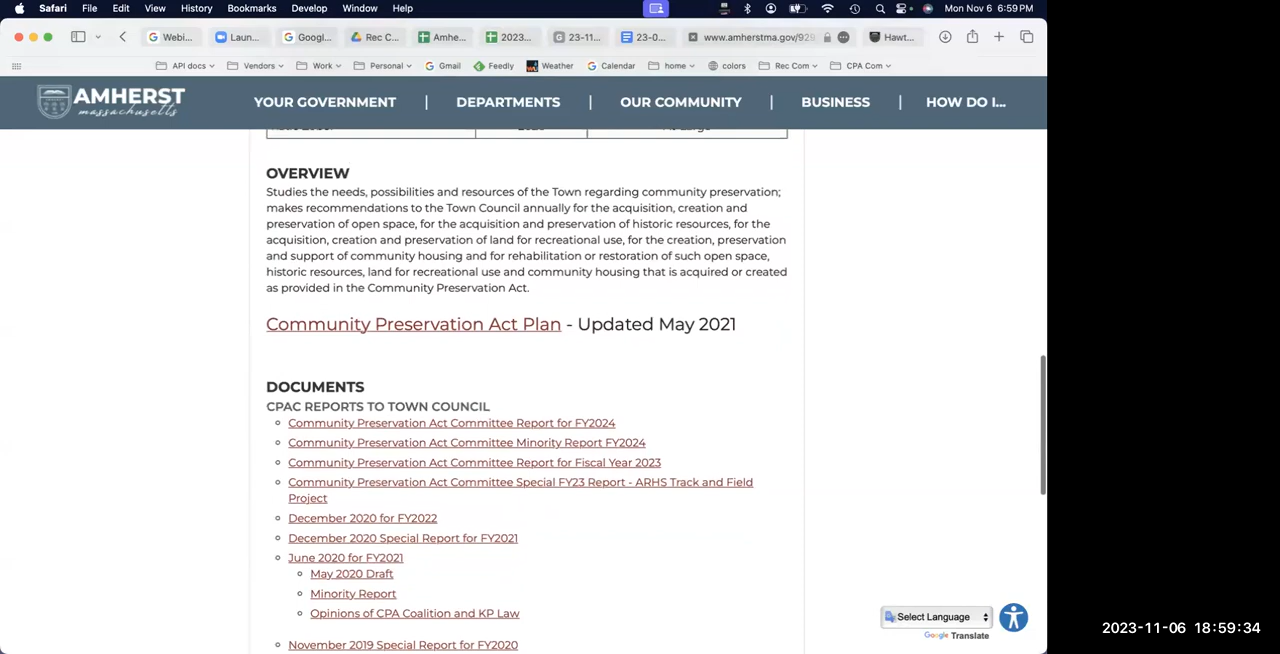 Safari File Edit View History Bookmarks Develop Window Help Mon Nov 6 6:59 PM
Webi... Laun... Googl... Rec C... Amhe... 2023... 23-11... 23-0... www.amherstma.gov/929 Hawt...
API docs Vendors Work Personal Gmail Feedly Weather Calendar home colors Rec Com CPA Com
AMHERST
massachusetts
YOUR GOVERNMENT | DEPARTMENTS | OUR COMMUNITY | BUSINESS | HOW DO I...
OVERVIEW
Studies the needs, possibilities and resources of the Town regarding community preservation;
makes recommendations to the Town Council annually for the acquisition, creation and
preservation of open space, for the acquisition and preservation of historic resources, for the
acquisition, creation and preservation of land for recreational use, for the creation, preservation
and support of community housing and for rehabilitation or restoration of such open space,
historic resources, land for recreational use and community housing that is acquired or created
as provided in the Community Preservation Act.
Community Preservation Act Plan - Updated May 2021
DOCUMENTS
CPAC REPORTS TO TOWN COUNCIL
Community Preservation Act Committee Report for FY2024
Community Preservation Act Committee Minority Report FY2024
Community Preservation Act Committee Report for Fiscal Year 2023
Community Preservation Act Committee Special FY23 Report - ARHS Track and Field
Project
December 2020 for FY2022
December 2020 Special Report for FY2021
June 2020 for FY2021
May 2020 Draft
Minority Report
Opinions of CPA Coalition and KP Law
November 2019 Special Report for FY2020
Select Language
Google Translate
2023-11-06 18:59:34